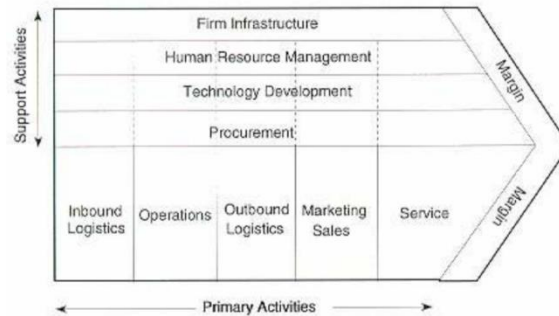 Firm Infrastructure
Human Resource Management
Technology Development
Procurement
Support Activities
Margin
Margin
Inbound
Logistics
Operations
Outbound
Logistics
Marketing
Sales
Service
Primary Activities